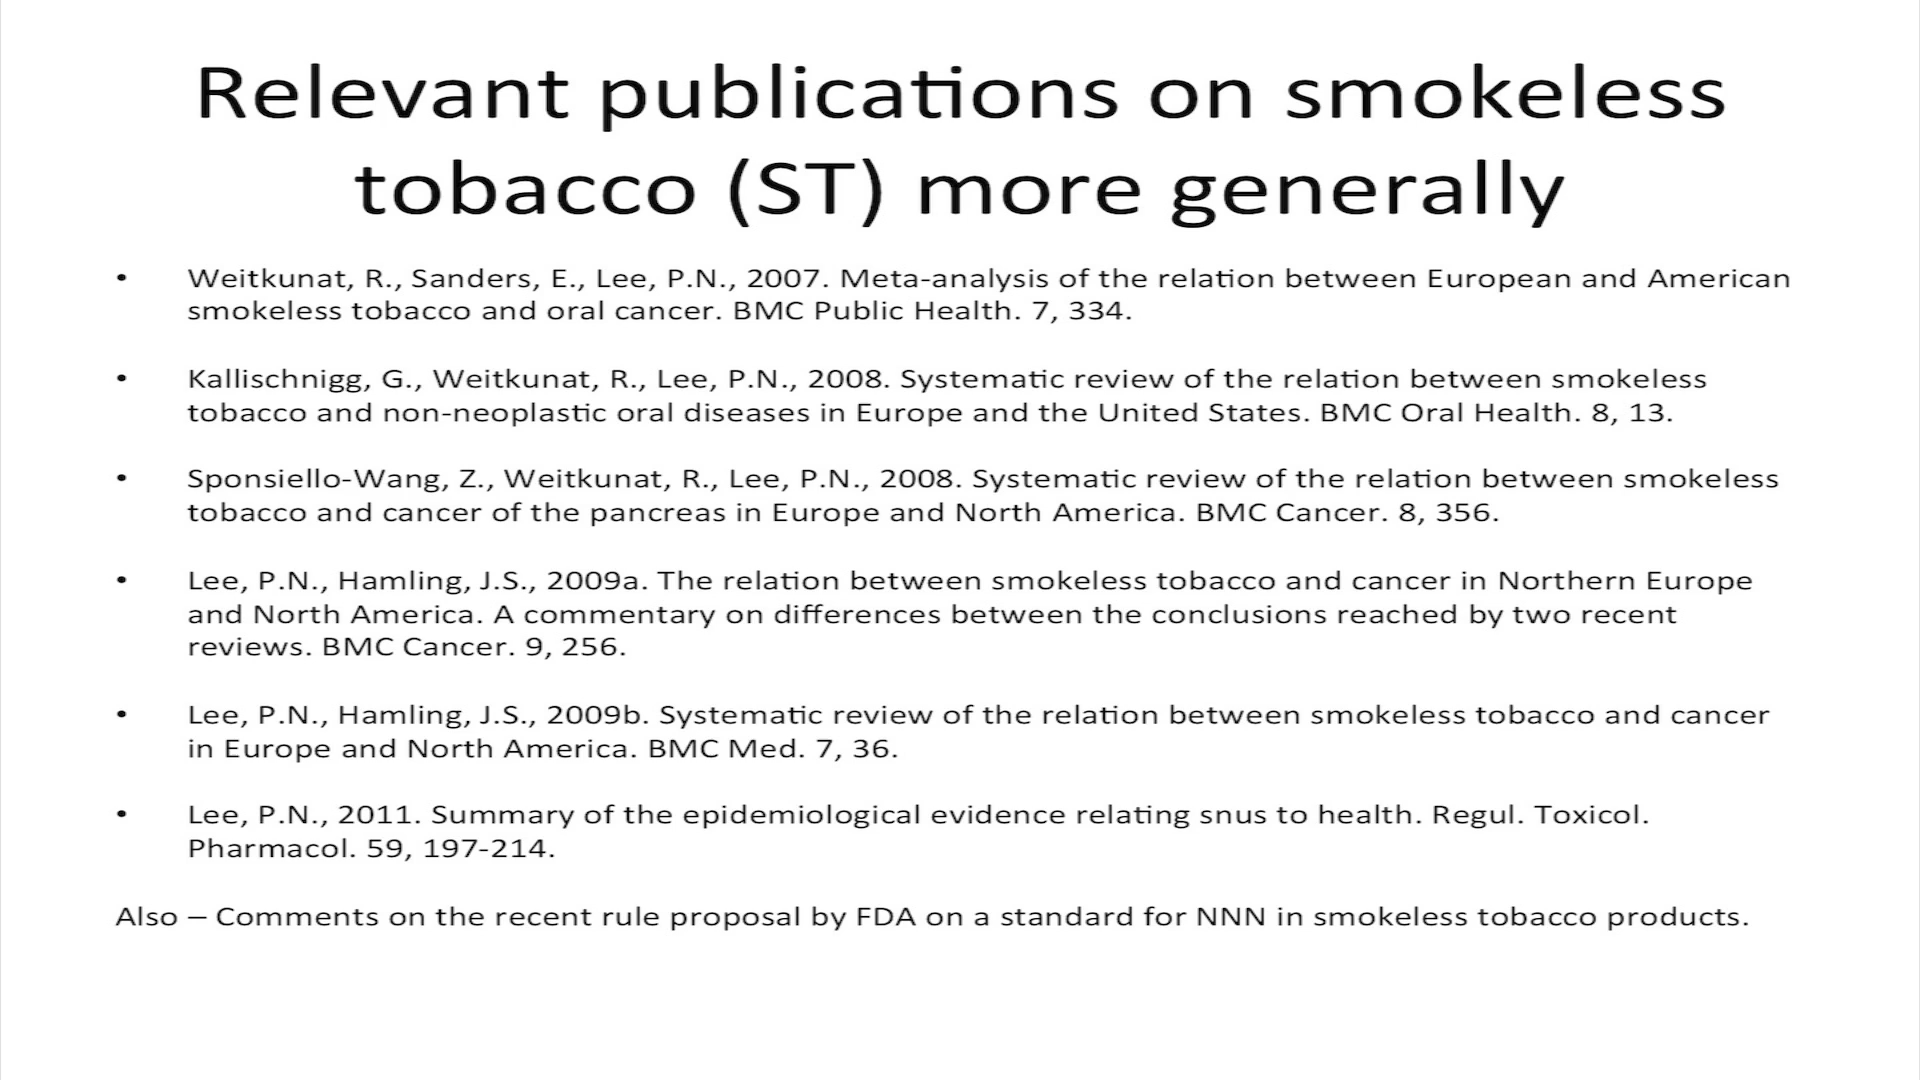 Relevant publications on smokeless
tobacco (ST) more generally
• Weitkunat, R., Sanders, E., Lee, P.N., 2007. Meta-analysis of the relation between European and American
smokeless tobacco and oral cancer. BMC Public Health. 7, 334.
• Kallischnigg, G., Weitkunat, R., Lee, P.N., 2008. Systematic review of the relation between smokeless
tobacco and non-neoplastic oral diseases in Europe and the United States. BMC Oral Health. 8, 13.
• Sponsiello-Wang, Z., Weitkunat, R., Lee, P.N., 2008. Systematic review of the relation between smokeless
tobacco and cancer of the pancreas in Europe and North America. BMC Cancer. 8, 356.
• Lee, P.N., Hamling, J.S., 2009a. The relation between smokeless tobacco and cancer in Northern Europe
and North America. A commentary on differences between the conclusions reached by two recent
reviews. BMC Cancer. 9, 256.
• Lee, P.N., Hamling, J.S., 2009b. Systematic review of the relation between smokeless tobacco and cancer
in Europe and North America. BMC Med. 7, 36.
• Lee, P.N., 2011. Summary of the epidemiological evidence relating snus to health. Regul. Toxicol.
Pharmacol. 59, 197-214.
Also – Comments on the recent rule proposal by FDA on a standard for NNN in smokeless tobacco products.